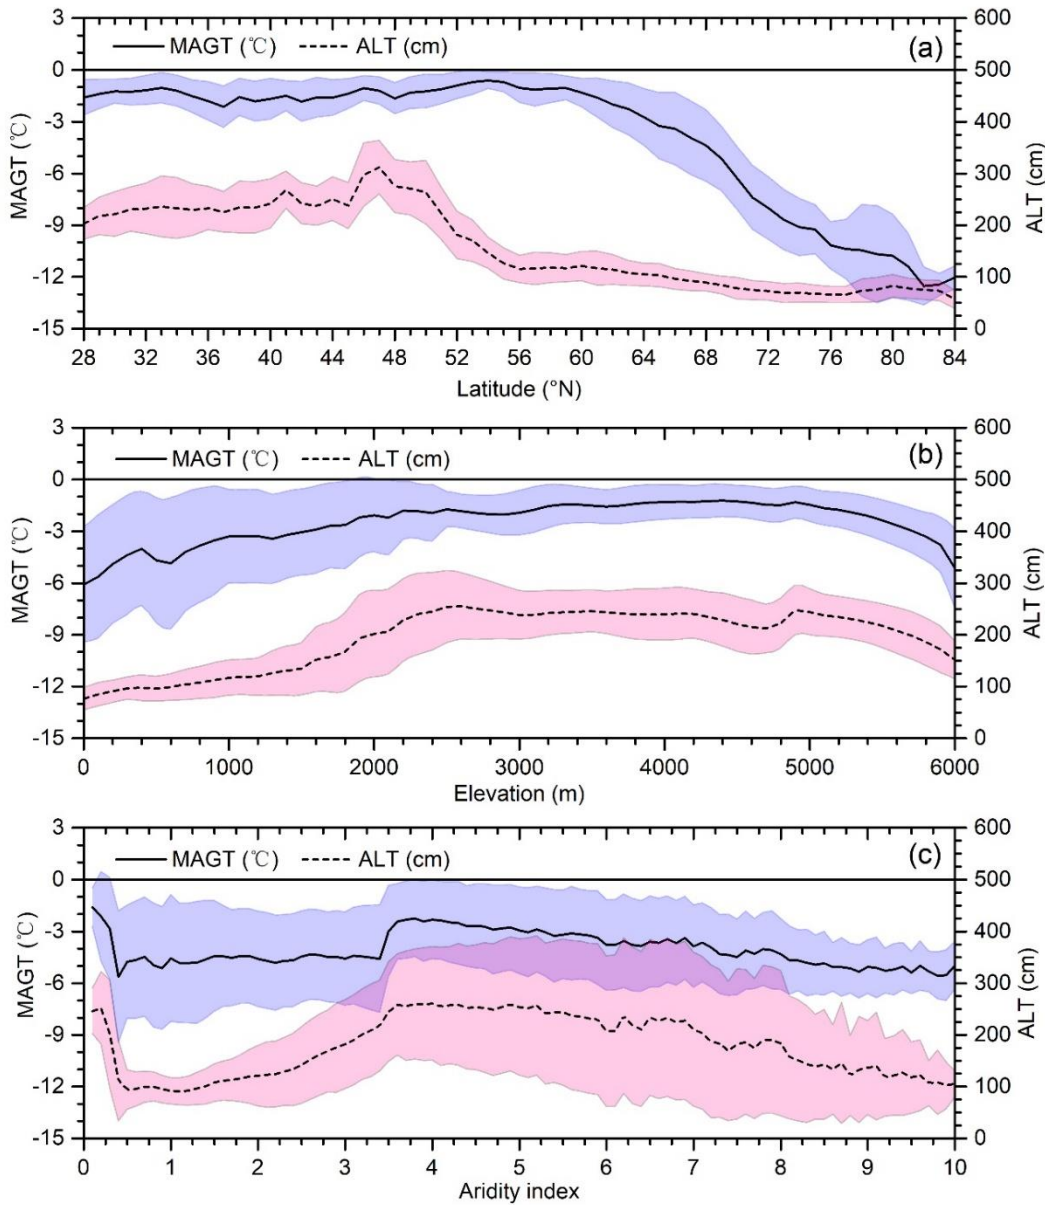 MAGT (℃) ALT (cm) (a)
3 0 -3 -6 -9 -12 -15
MAGT (℃)
600 500 400 300 200 100 0
ALT (cm)
28 32 36 40 44 48 52 56 60 64 68 72 76 80 84
Latitude (°N)
MAGT (℃) ALT (cm) (b)
3 0 -3 -6 -9 -12 -15
MAGT (℃)
600 500 400 300 200 100 0
ALT (cm)
0 1000 2000 3000 4000 5000 6000
Elevation (m)
MAGT (℃) ALT (cm) (c)
3 0 -3 -6 -9 -12 -15
MAGT (℃)
600 500 400 300 200 100 0
ALT (cm)
0 1 2 3 4 5 6 7 8 9 10
Aridity index